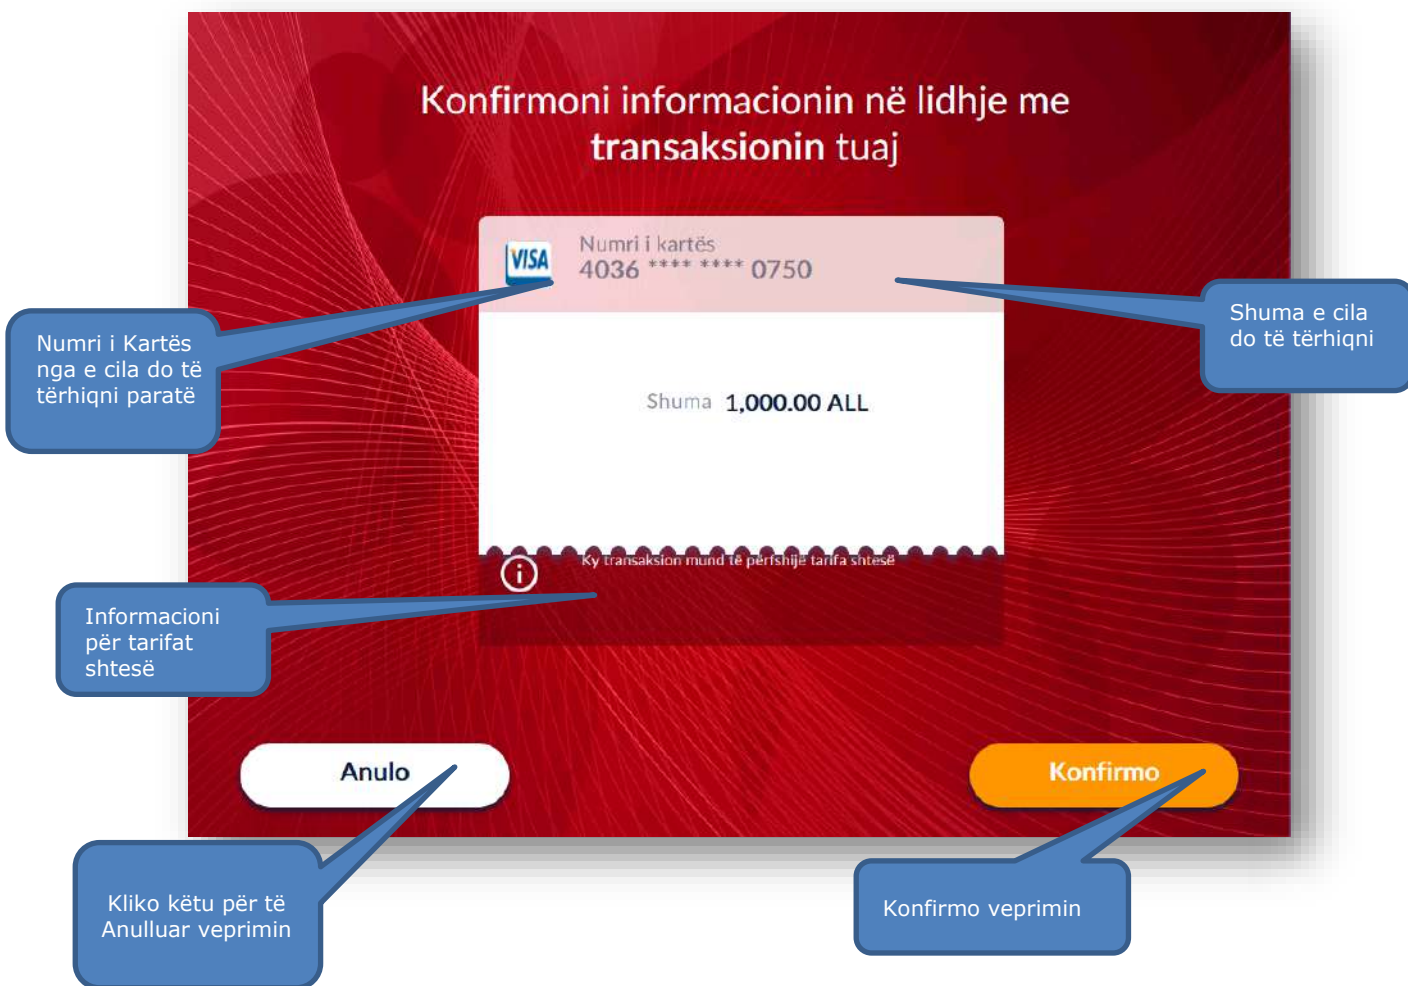 Konfirmoni informacionin në lidhje me
transaksionin tuaj
VISA
Numri i kartës
4036 **** **** 0750
Numri i Kartës
nga e cila do të
tërhiqni paratë
Shuma e cila
do të tërhiqni
Shuma 1,000.00 ALL
Ky transaksion mund të përfshijë tarifa shtesë
Informacioni
për tarifat
shtesë
Anulo
Konfirmo
Kliko këtu për të
Anulluar veprimin
Konfirmo veprimin